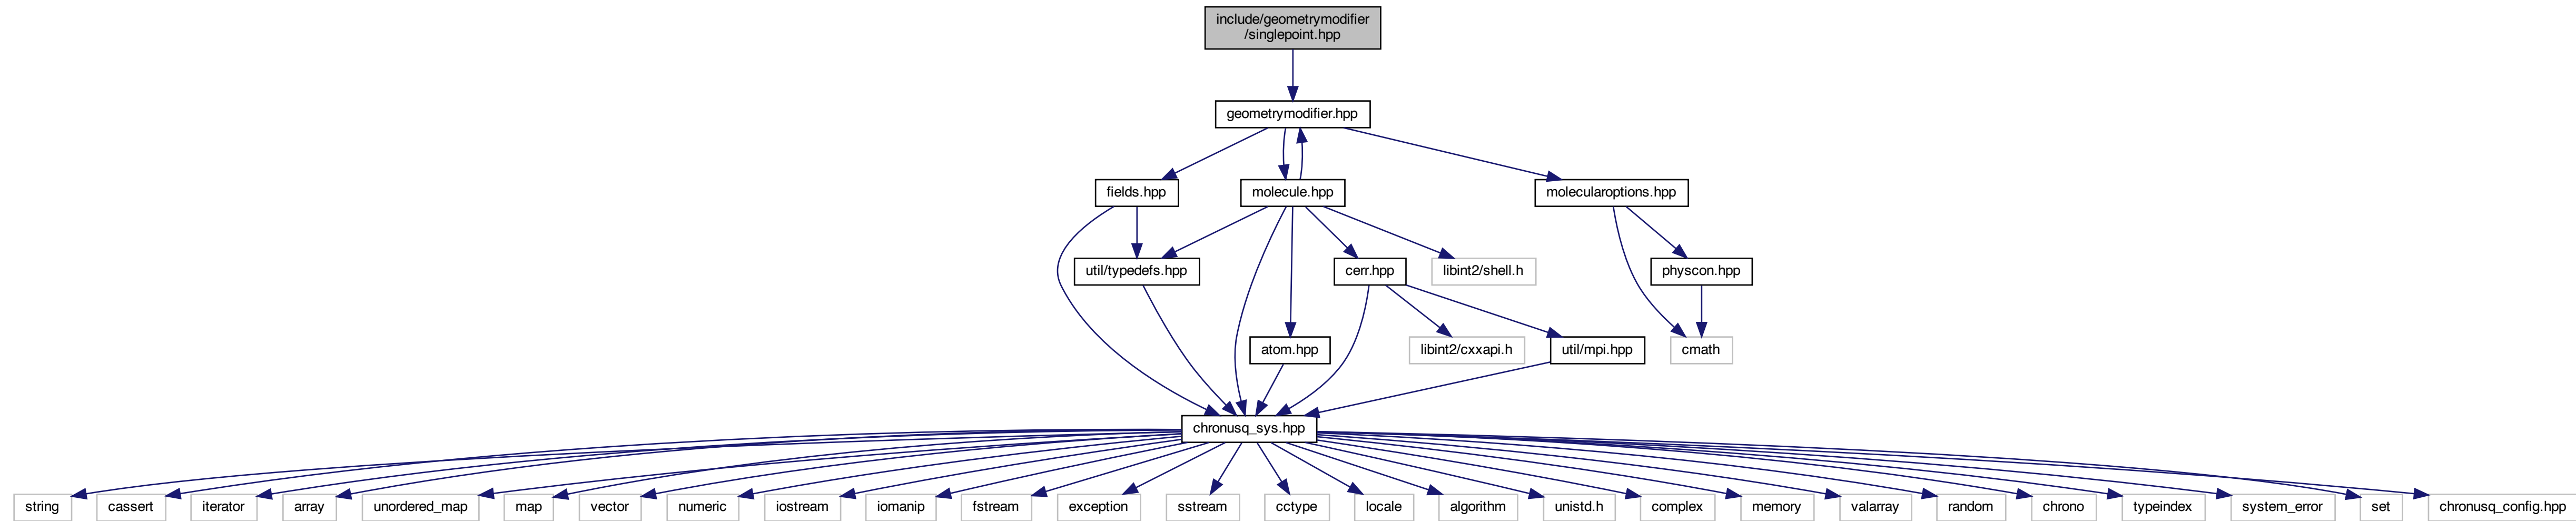 include/geometrymodifier
/singlepoint.hpp
geometrymodifier.hpp
fields.hpp
molecule.hpp
molecularoptions.hpp
util/typedefs.hpp
cerr.hpp
libint2/shell.h
physcon.hpp
atom.hpp
libint2/cxxapi.h
util/mpi.hpp
cmath
chronusq_sys.hpp
string
cassert
iterator
array
unordered_map
map
vector
numeric
iostream
iomanip
fstream
exception
sstream
cctype
locale
algorithm
unistd.h
complex
memory
valarray
random
chrono
typeindex
system_error
set
chronusq_config.hpp